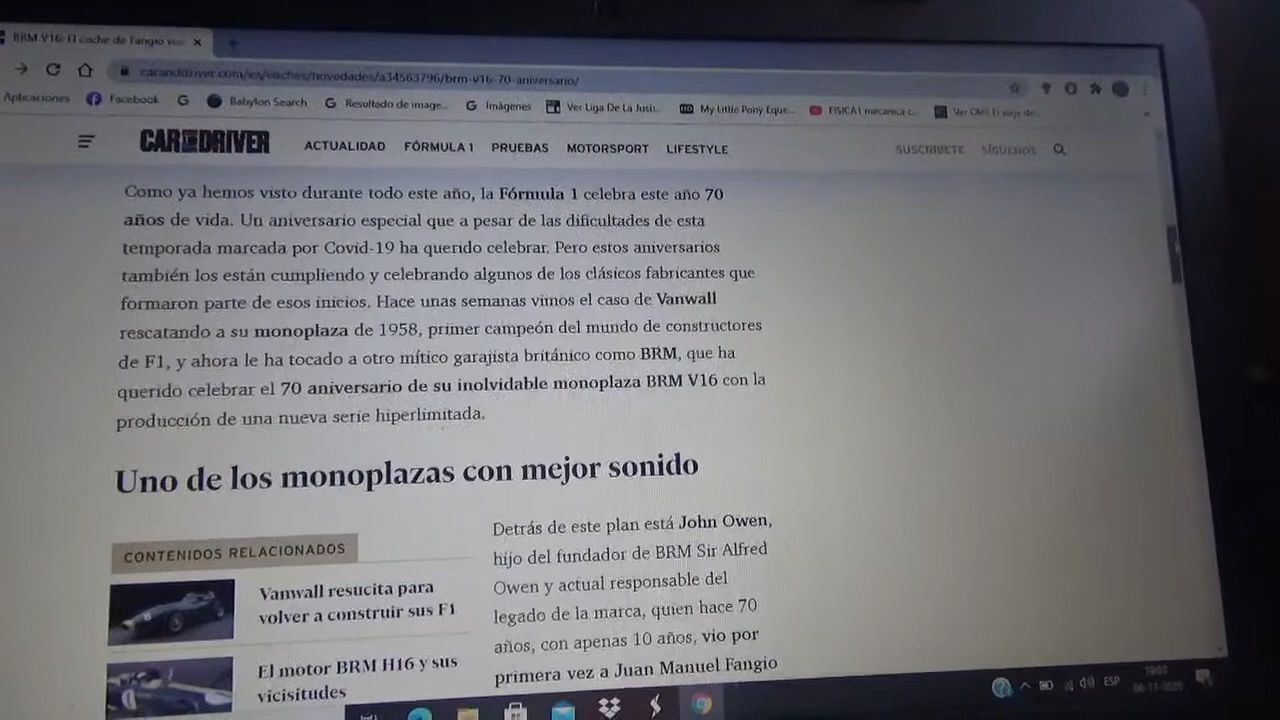 BRM V16: El coche de Fangio
caranddriver.com/es/coches/novedades/a34563796/brm-v16-70-aniversario/
Aplicaciones Facebook Babylon Search Resultado de image... Imágenes Ver Liga De La Justi... My Little Pony Eque... FISICA1 mecanica c...
CAR AND DRIVER ACTUALIDAD FÓRMULA 1 PRUEBAS MOTORSPORT LIFESTYLE SUSCRÍBETE SÍGUENOS
Como ya hemos visto durante todo este año, la Fórmula 1 celebra este año 70
años de vida. Un aniversario especial que a pesar de las dificultades de esta
temporada marcada por Covid-19 ha querido celebrar. Pero estos aniversarios
también los están cumpliendo y celebrando algunos de los clásicos fabricantes que
formaron parte de esos inicios. Hace unas semanas vimos el caso de Vanwall
rescatando a su monoplaza de 1958, primer campeón del mundo de constructores
de F1, y ahora le ha tocado a otro mítico garajista británico como BRM, que ha
querido celebrar el 70 aniversario de su inolvidable monoplaza BRM V16 con la
producción de una nueva serie hiperlimitada.
Uno de los monoplazas con mejor sonido
CONTENIDOS RELACIONADOS
Vanwall resucita para
volver a construir sus F1
El motor BRM H16 y sus
vicisitudes
Detrás de este plan está John Owen,
hijo del fundador de BRM Sir Alfred
Owen y actual responsable del
legado de la marca, quien hace 70
años, con apenas 10 años, vio por
primera vez a Juan Manuel Fangio
ESP
19:03
06-11-2020